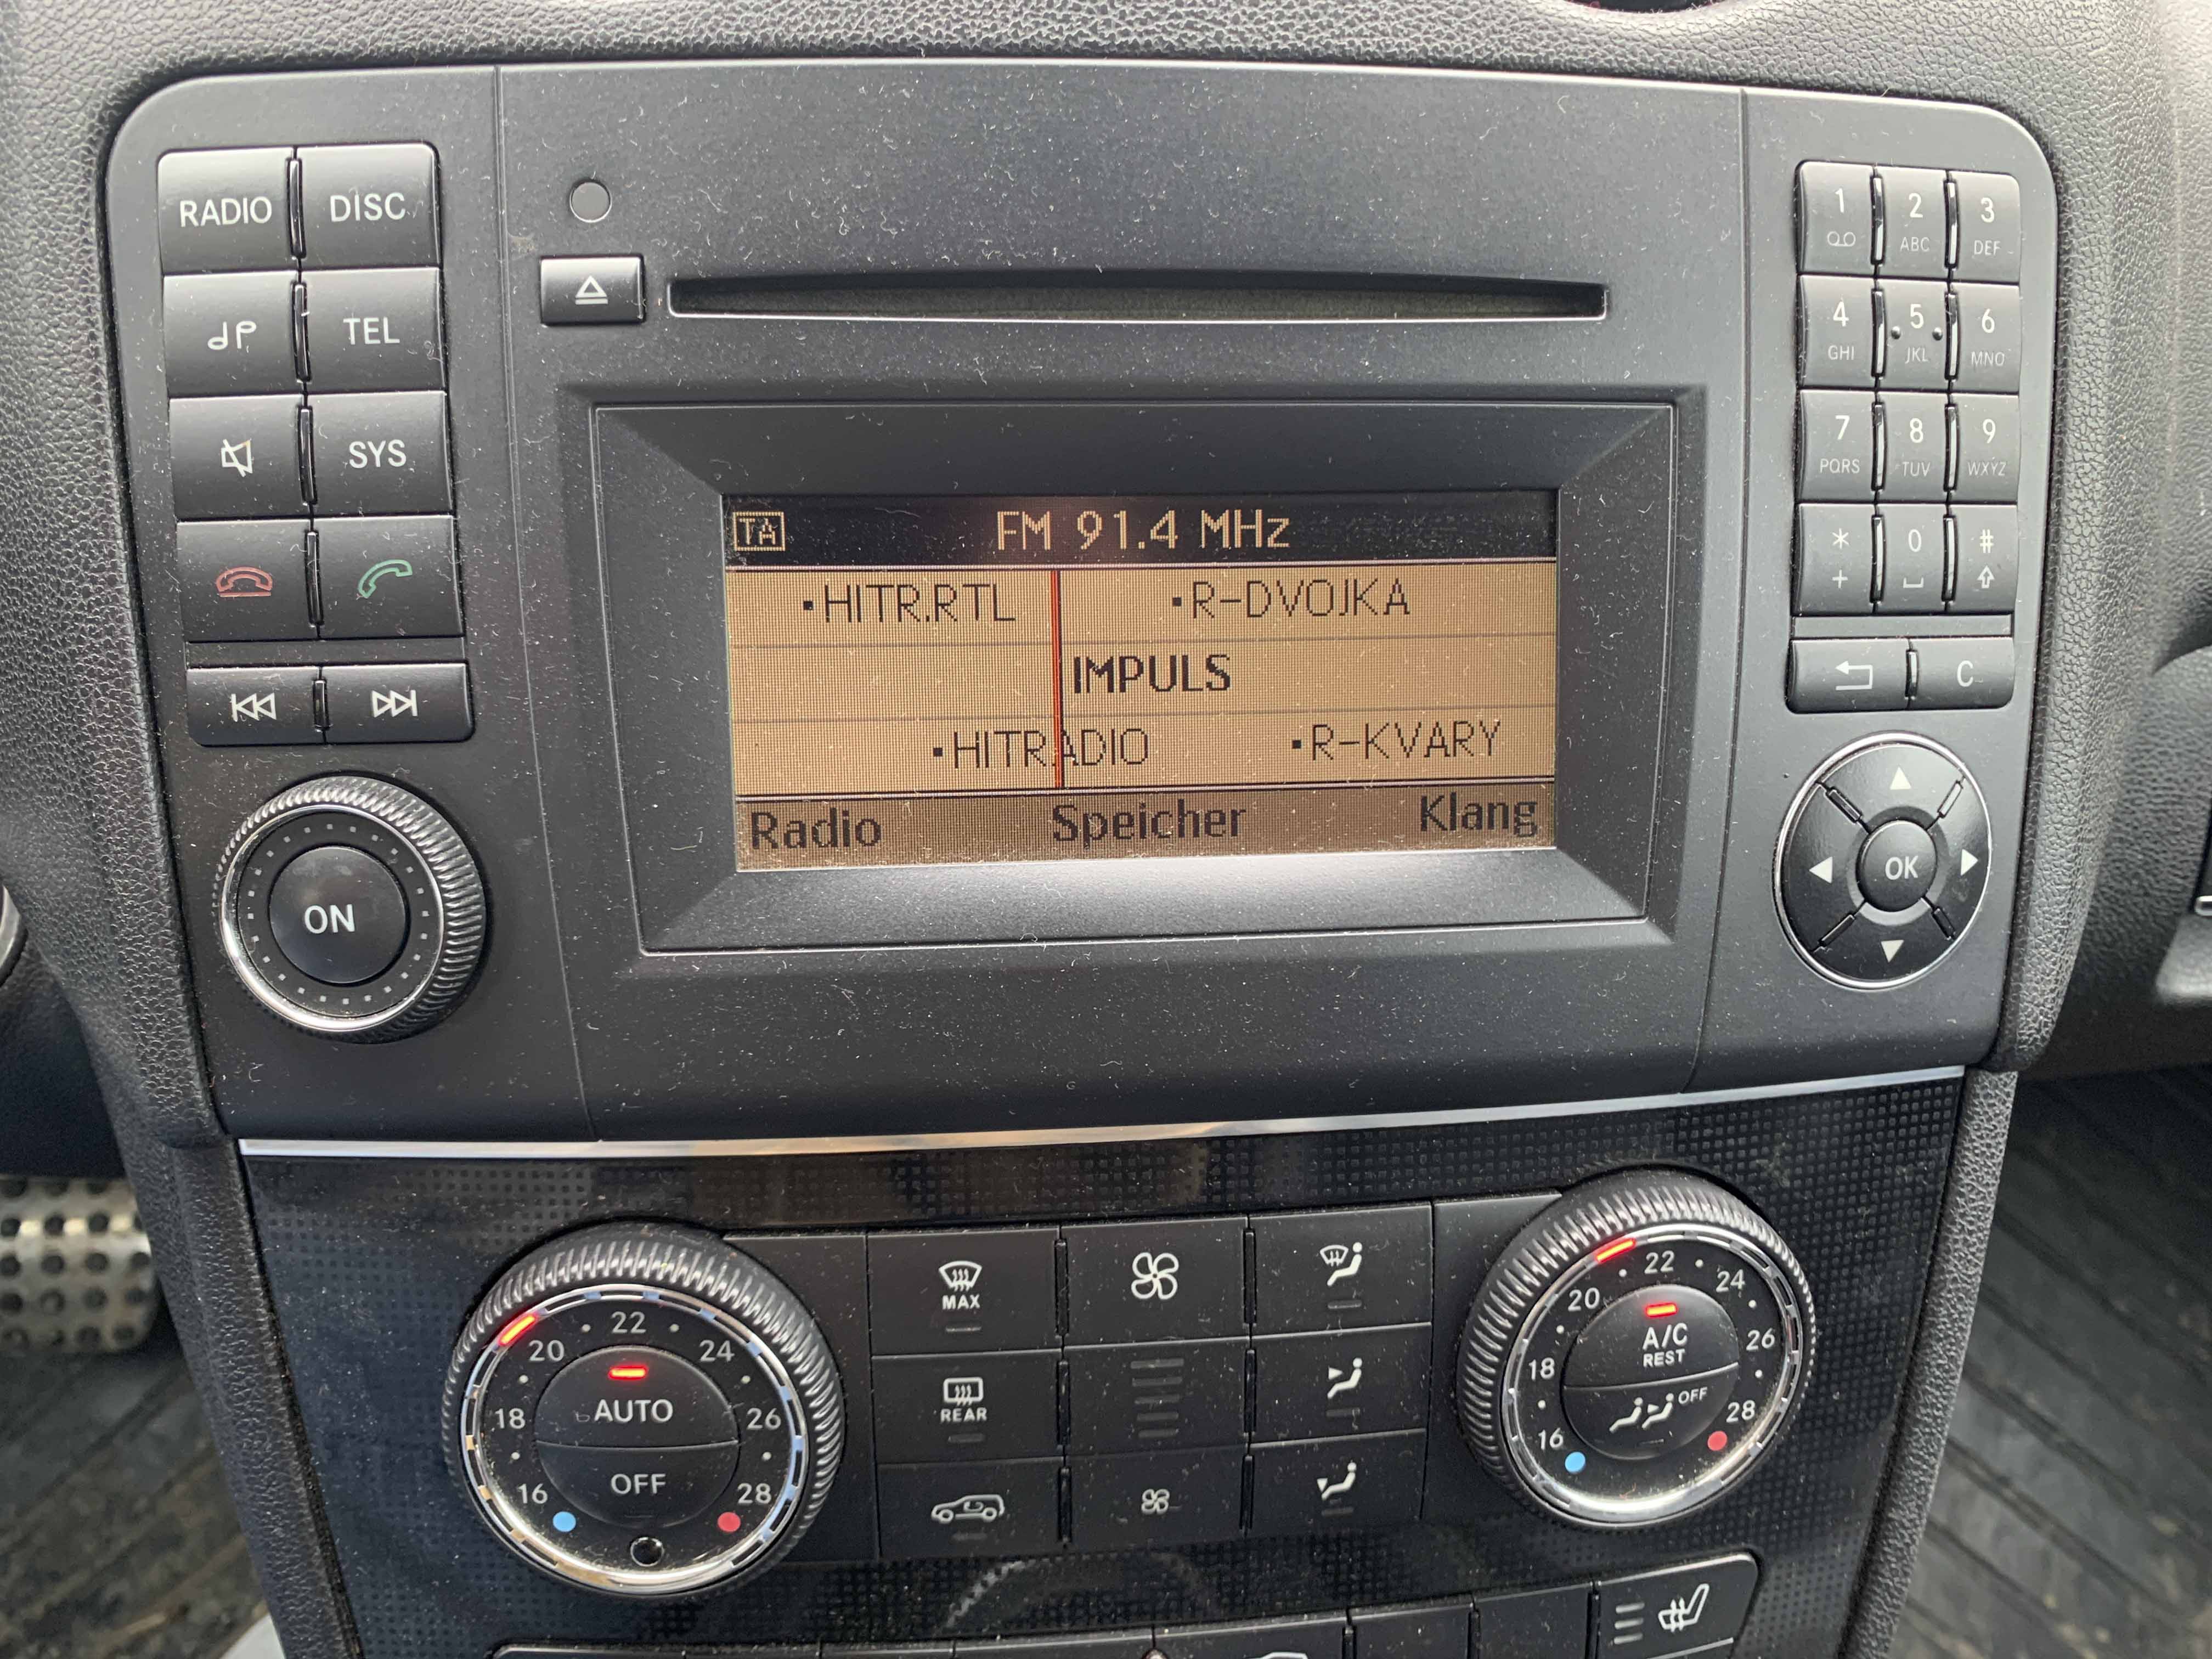 RADIO DISC
TEL
SYS
ON
TA FM 91.4 MHz
•HITR.RTL •R-DVOJKA
IMPULS
•HITRADIO •R-KVARY
Radio Speicher Klang
1 2 ABC 3 DEF
4 GHI 5 JKL 6 MNO
7 PQRS 8 TUV 9 WXYZ
* + 0 #
C
OK
16 18 20 22 24 26 28
AUTO
OFF
MAX
REAR
16 18 20 22 24 26 28
A/C
REST
OFF